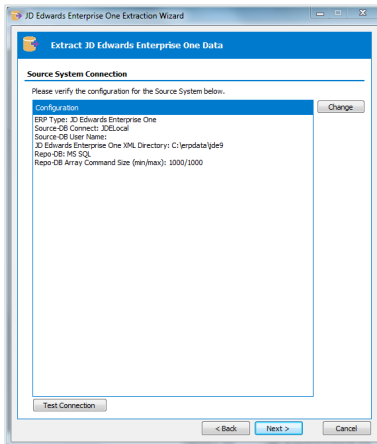 JD Edwards Enterprise One Extraction Wizard
Extract JD Edwards Enterprise One Data
Source System Connection
Please verify the configuration for the Source System below.
Configuration
Change
ERP Type: JD Edwards Enterprise One
Source-DB Connect: JDELocal
Source-DB User Name:
JD Edwards Enterprise One XML Directory: C:\erpdata\jde9
Repo-DB: MS SQL
Repo-DB Array Command Size (min/max): 1000/1000
Test Connection
< Back
Next >
Cancel